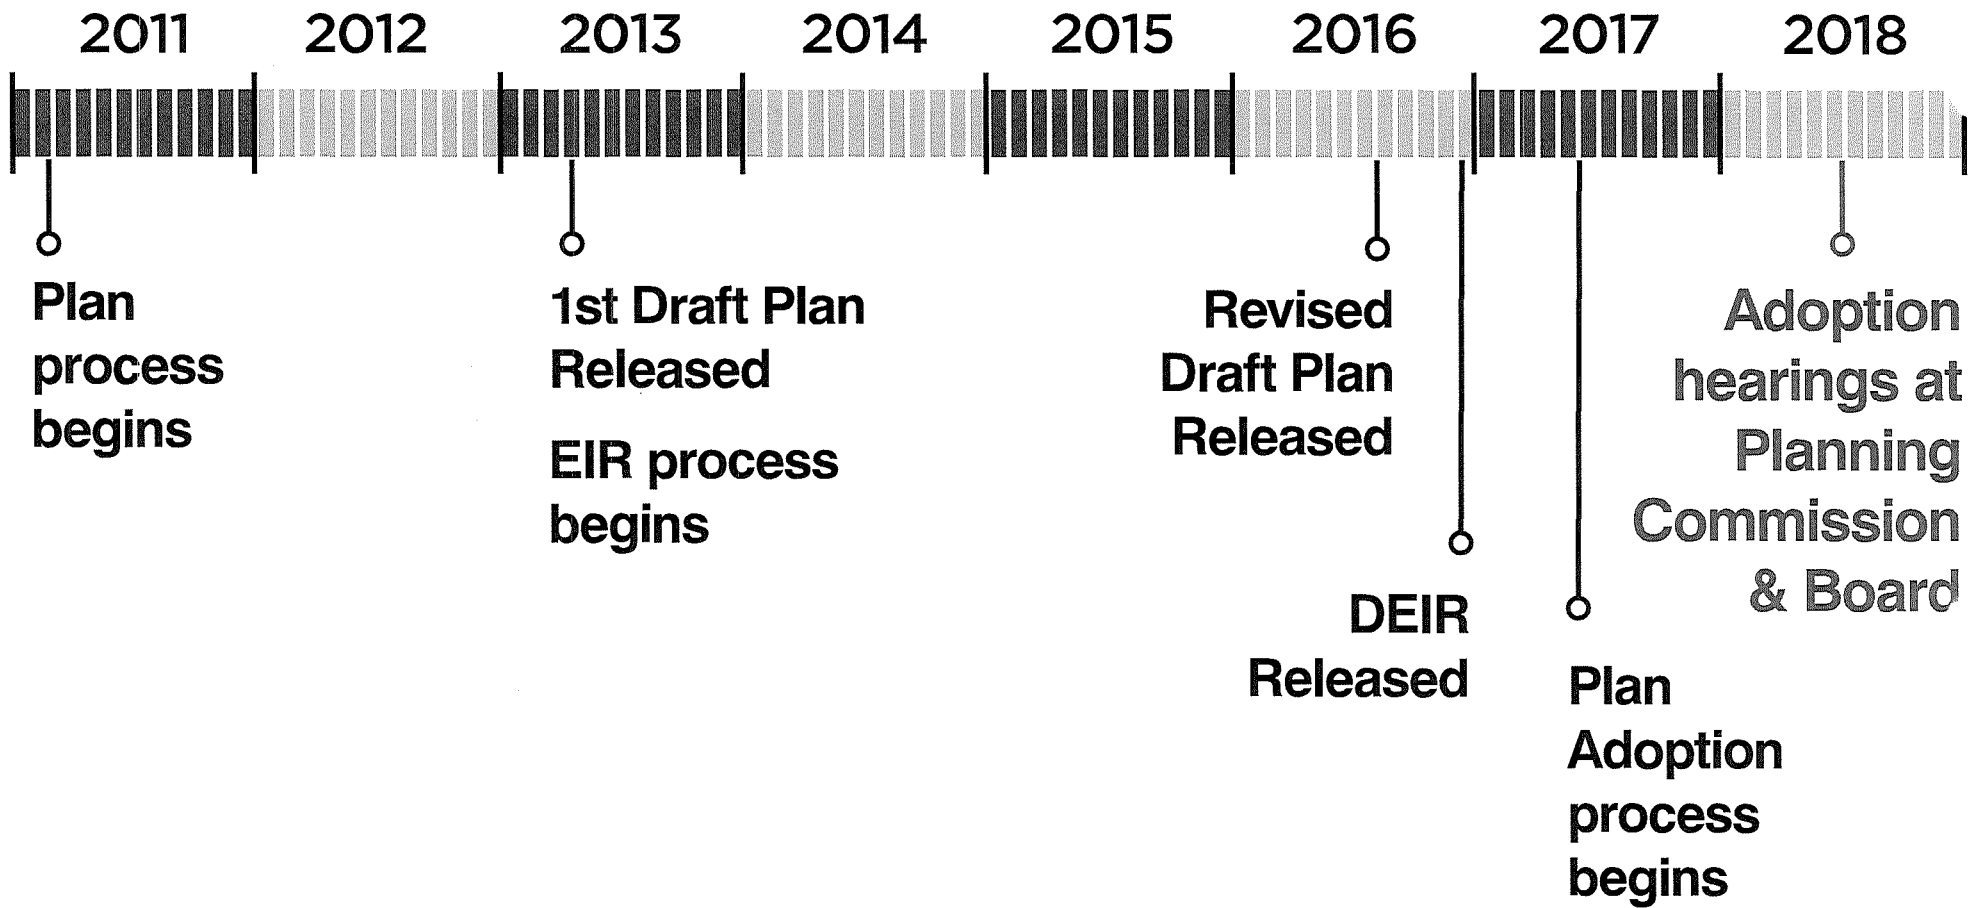 2011 2012 2013 2014 2015 2016 2017 2018
Plan
process
begins
1st Draft Plan
Released
EIR process
begins
Revised
Draft Plan
Released
DEIR
Released
Plan
Adoption
process
begins
Adoption
hearings at
Planning
Commission
& Board